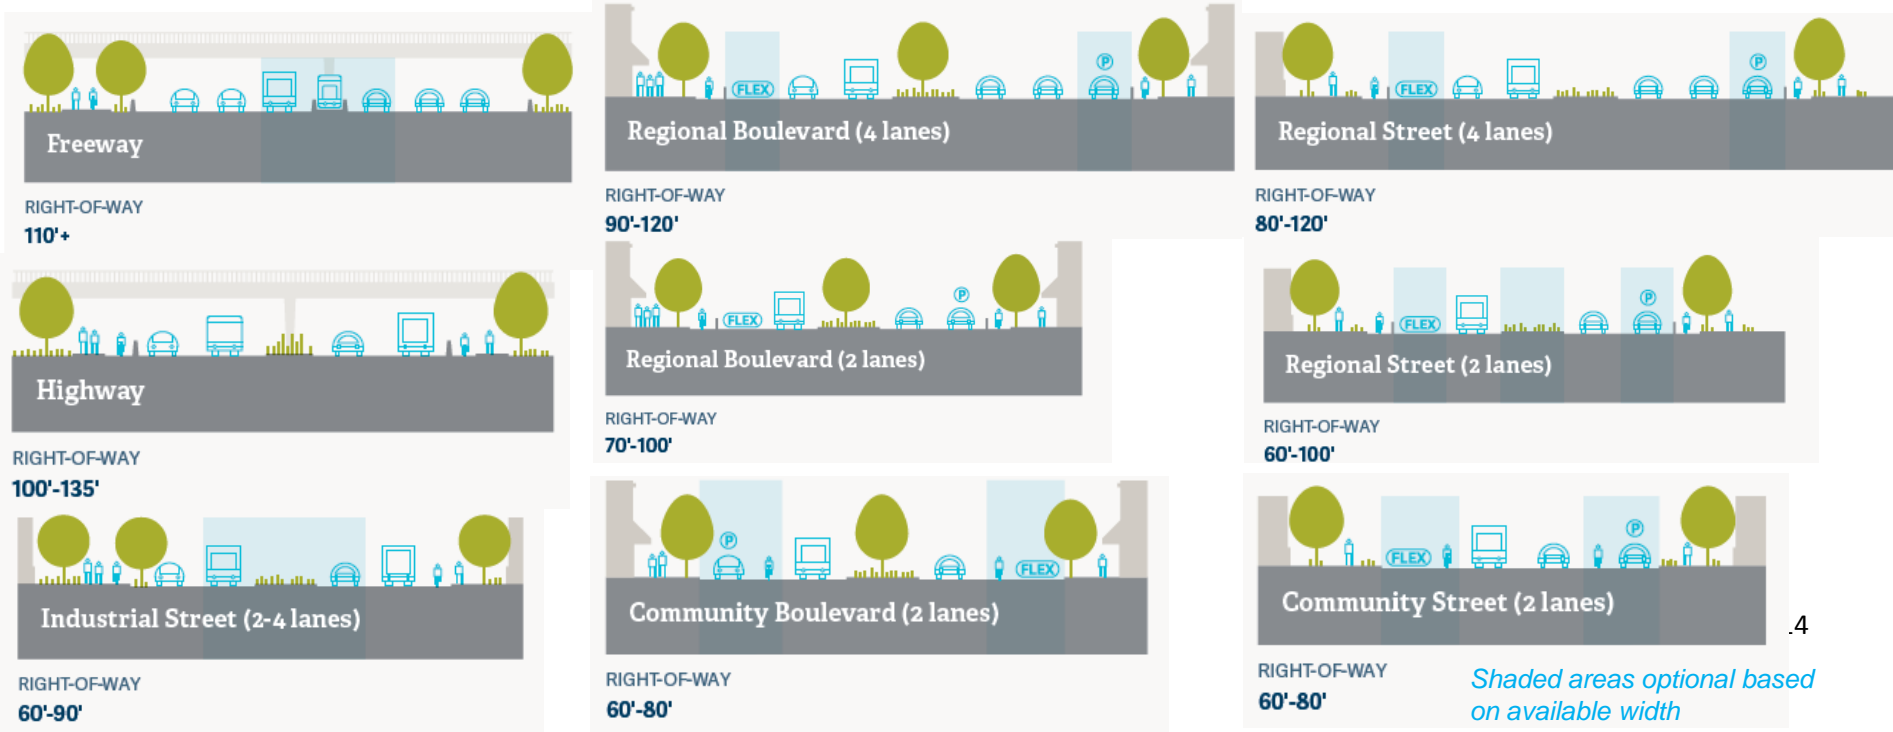 Freeway
RIGHT-OF-WAY
110'+
FLEX
P
Regional Boulevard (4 lanes)
RIGHT-OF-WAY
90'-120'
FLEX
P
Regional Street (4 lanes)
RIGHT-OF-WAY
80'-120'
Highway
RIGHT-OF-WAY
100'-135'
FLEX
P
Regional Boulevard (2 lanes)
RIGHT-OF-WAY
70'-100'
FLEX
P
Regional Street (2 lanes)
RIGHT-OF-WAY
60'-100'
Industrial Street (2-4 lanes)
RIGHT-OF-WAY
60'-90'
P
FLEX
Community Boulevard (2 lanes)
RIGHT-OF-WAY
60'-80'
FLEX
P
Community Street (2 lanes)
RIGHT-OF-WAY
60'-80'
4
Shaded areas optional based
on available width